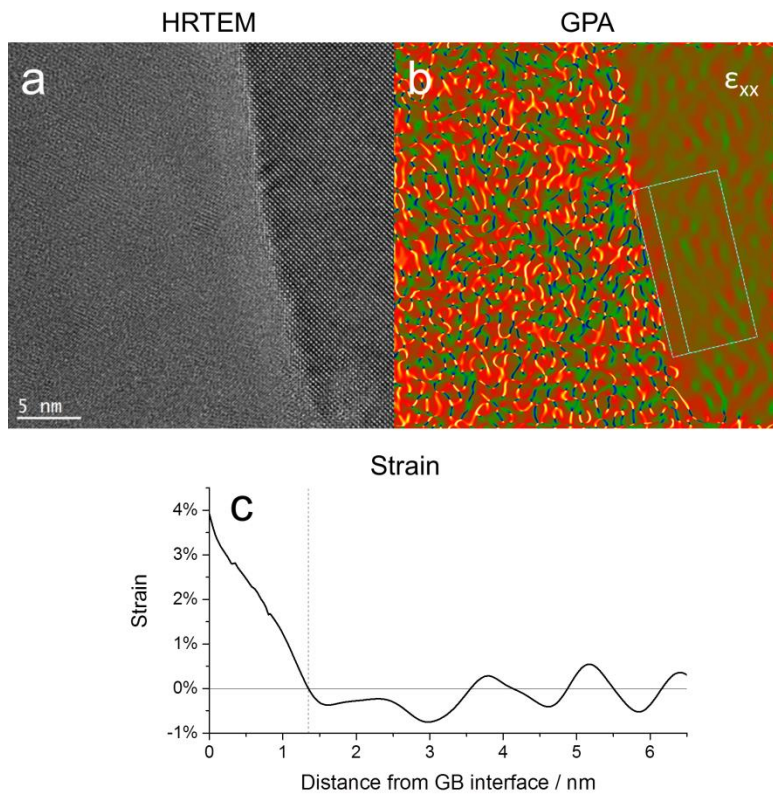 HRTEM
GPA
a
b
εxx
5 nm
Strain
c
4%
3%
2%
1%
0%
-1%
Strain
0 1 2 3 4 5 6
Distance from GB interface / nm